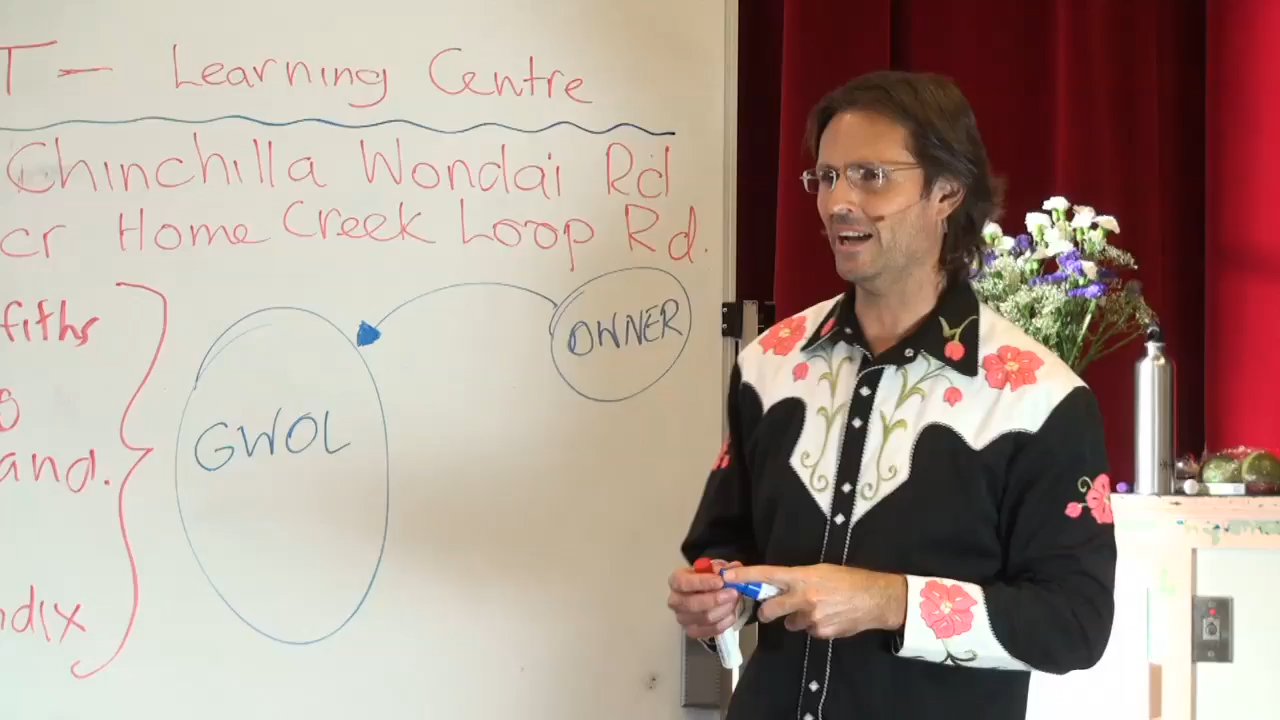 T — Learning Centre
Chinchilla Wondai Rd
cr Home Creek Loop Rd.
fiths
OWNER
GWOL
and.
ndix